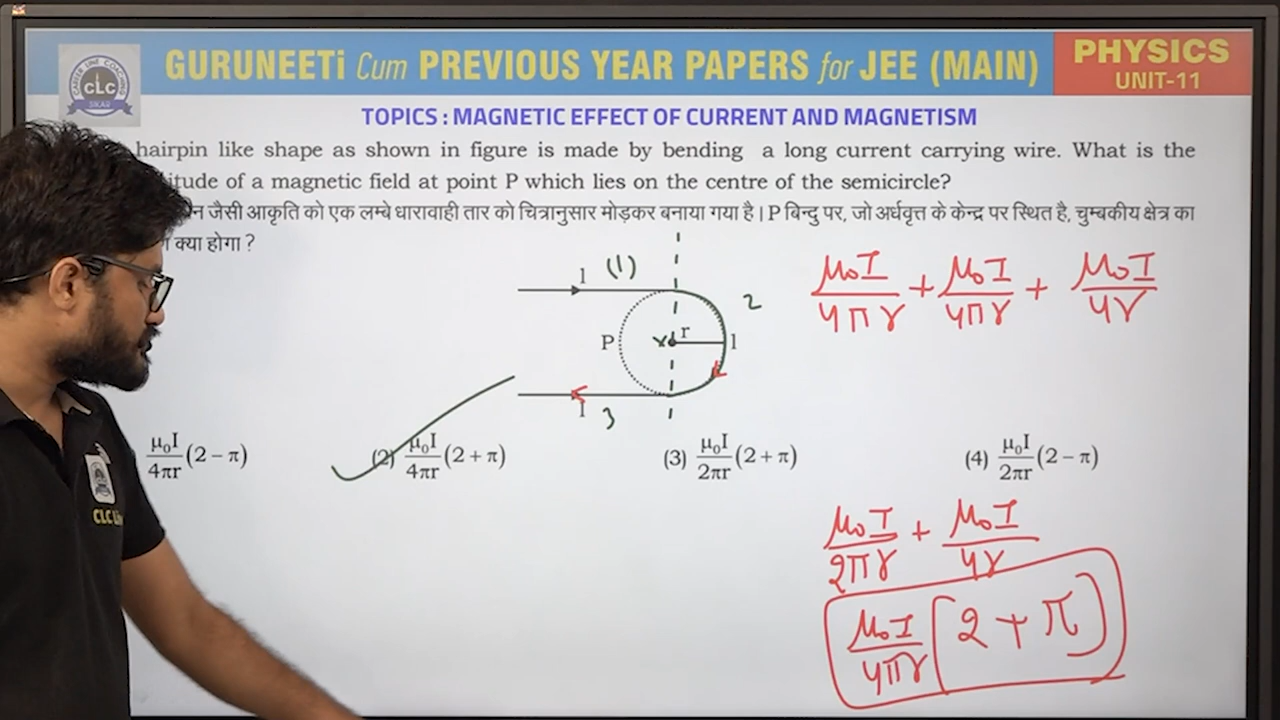 GURUNEETi Cum PREVIOUS YEAR PAPERS for JEE (MAIN)
PHYSICS
UNIT-11
CLC
SIKAR
TOPICS : MAGNETIC EFFECT OF CURRENT AND MAGNETISM
hairpin like shape as shown in figure is made by bending a long current carrying wire. What is the
itude of a magnetic field at point P which lies on the centre of the semicircle?
जैसी आकृति को एक लम्बे धारावाही तार को चित्रानुसार मोड़कर बनाया गया है। P बिन्दु पर, जो अर्धवृत्त के केन्द्र पर स्थित है, चुम्बकीय क्षेत्र का
क्या होगा ?
I (1)
2
P x r I
I 3
μ₀I/4πr + μ₀I/4πr + μ₀I/4r
μ₀I/4πr (2 − π)
(2) μ₀I/4πr (2 + π)
(3) μ₀I/2πr (2 + π)
(4) μ₀I/2πr (2 − π)
μ₀I/2πr + μ₀I/4r
μ₀I/4πr [2 + π)
CLC